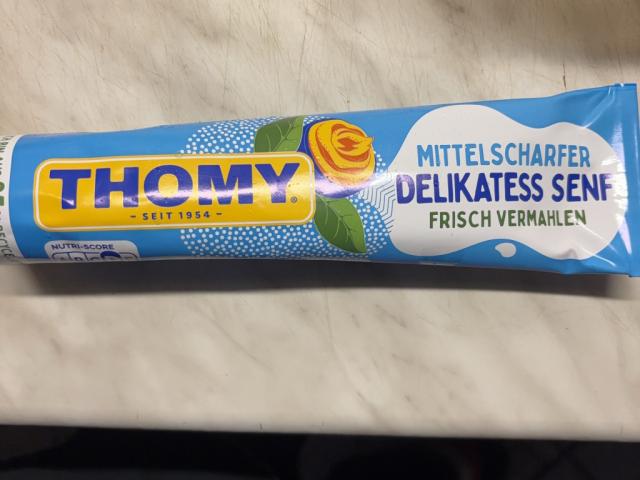 THOMY
- SEIT 1954 -
NUTRI-SCORE
MITTELSCHARFER
DELIKATESS SENF
FRISCH VERMAHLEN